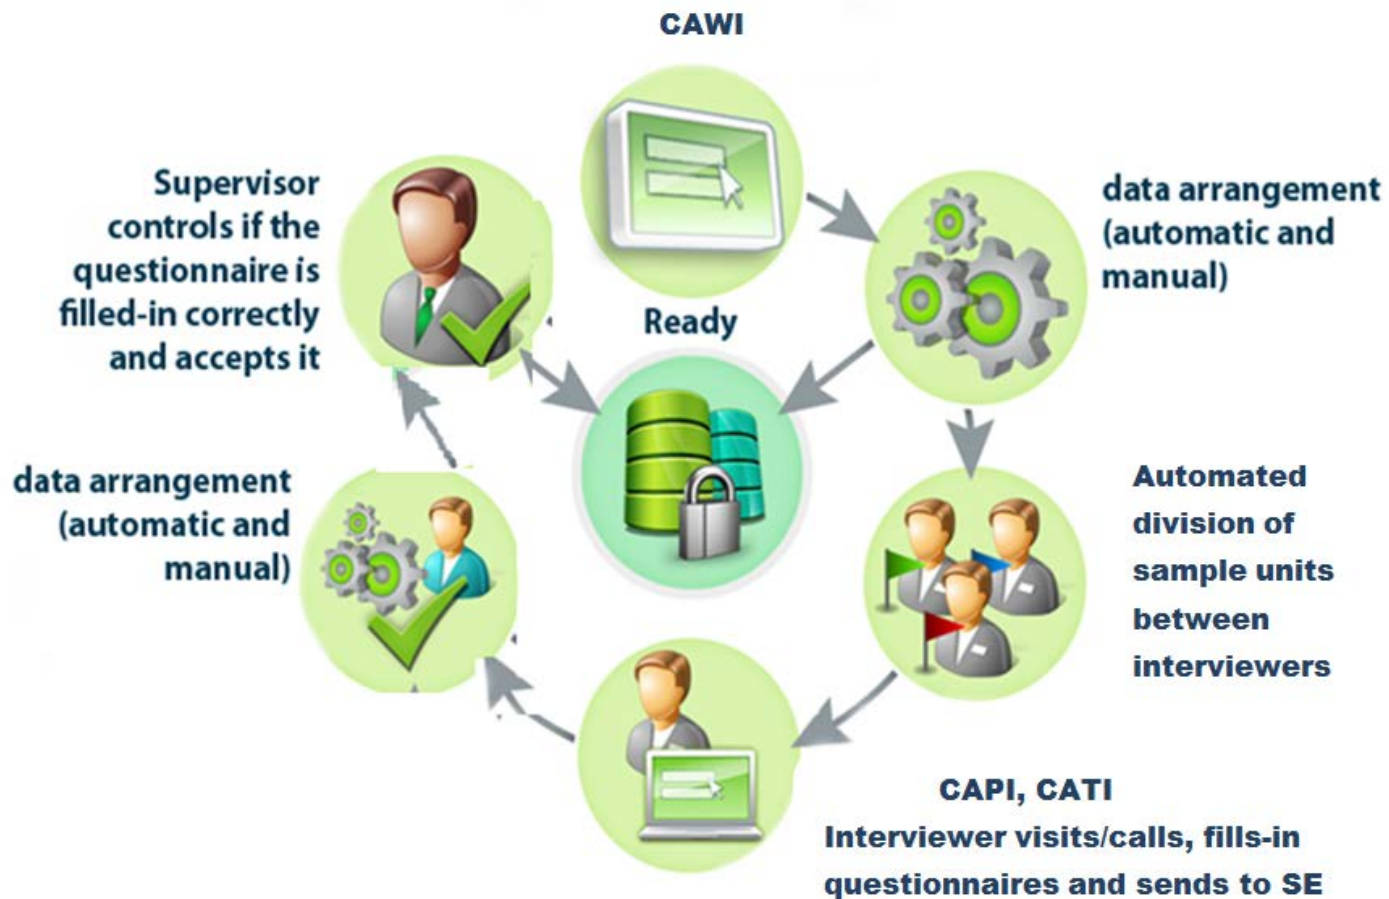 CAWI
Supervisor
controls if the
questionnaire is
filled-in correctly
and accepts it
data arrangement
(automatic and
manual)
Ready
data arrangement
(automatic and
manual)
Automated
division of
sample units
between
interviewers
CAPI, CATI
Interviewer visits/calls, fills-in
questionnaires and sends to SE